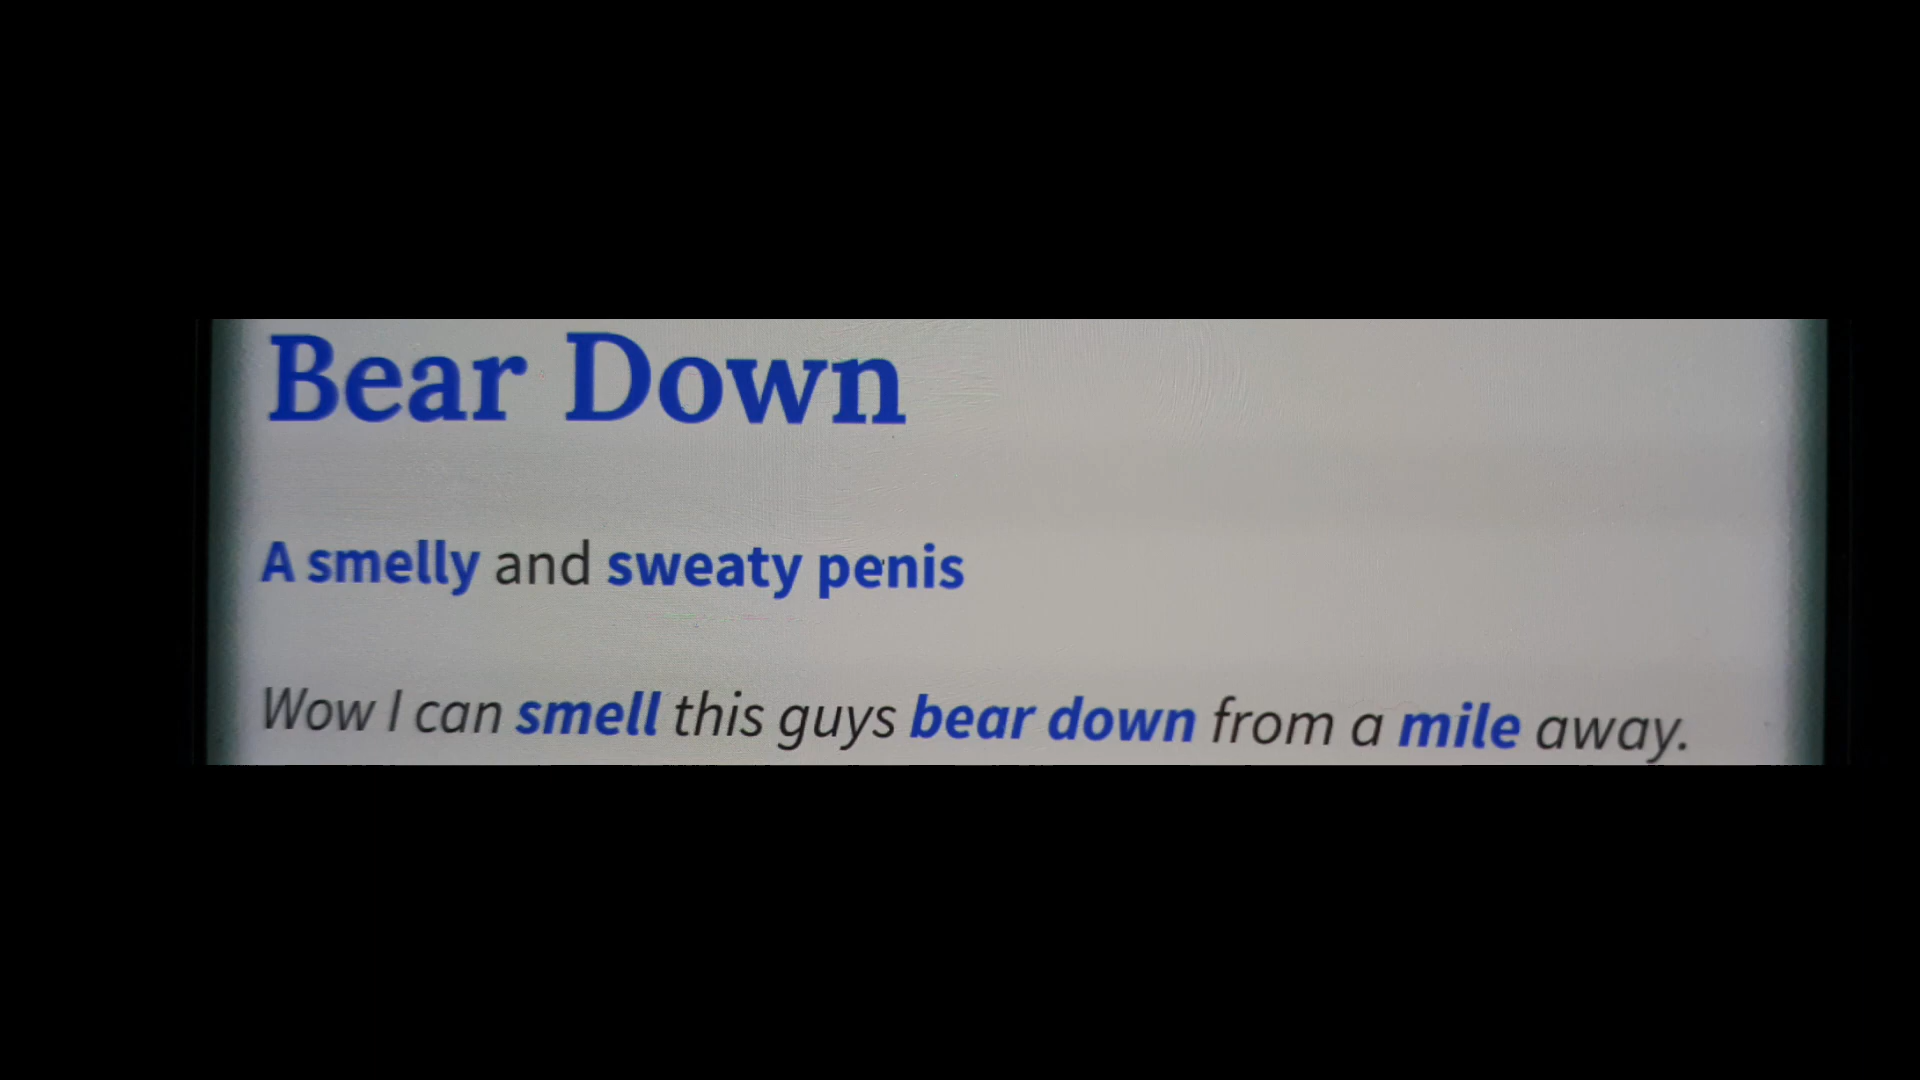 Bear Down
A smelly and sweaty penis
Wow I can smell this guys bear down from a mile away.